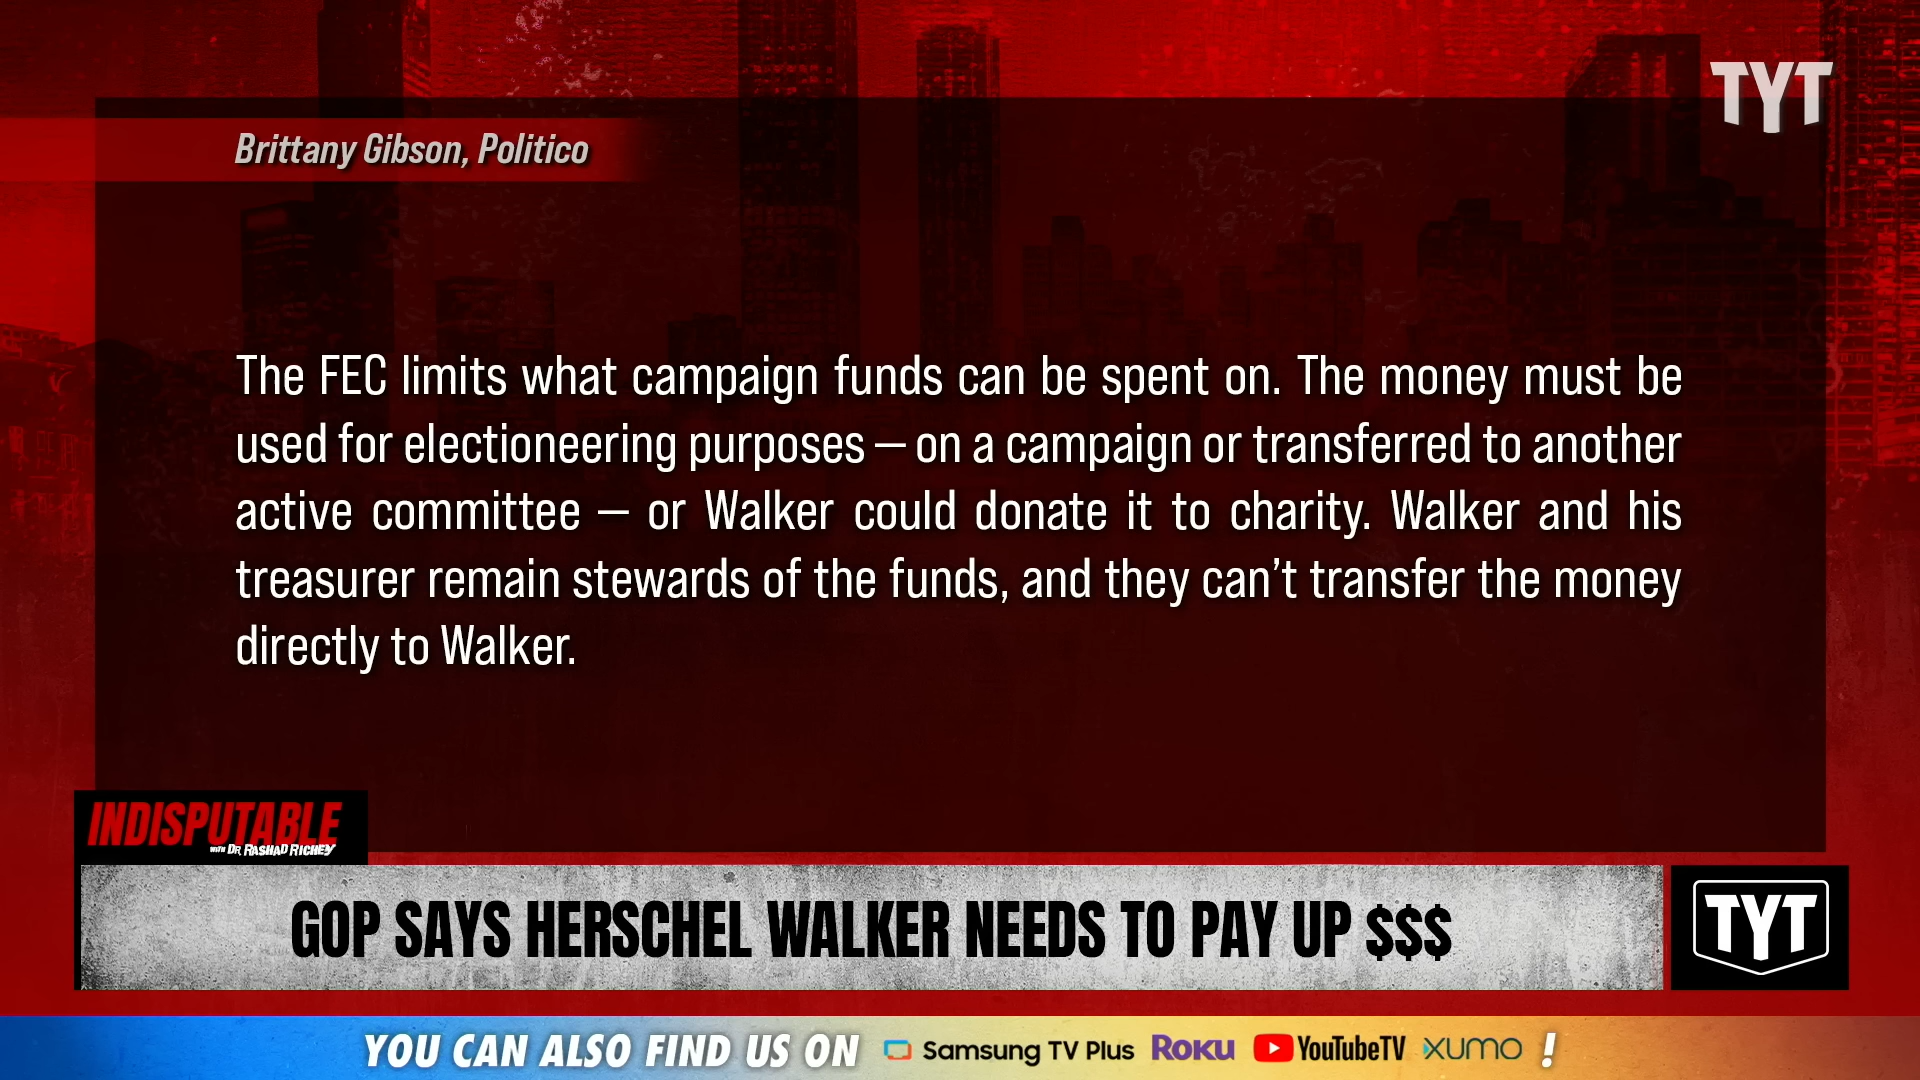 TYT
Brittany Gibson, Politico
The FEC limits what campaign funds can be spent on. The money must be
used for electioneering purposes — on a campaign or transferred to another
active committee — or Walker could donate it to charity. Walker and his
treasurer remain stewards of the funds, and they can’t transfer the money
directly to Walker.
INDISPUTABLE
WITH DR RASHAD RICHEY
GOP SAYS HERSCHEL WALKER NEEDS TO PAY UP $$$
TYT
YOU CAN ALSO FIND US ON Samsung TV Plus Roku YouTubeTV xumo !